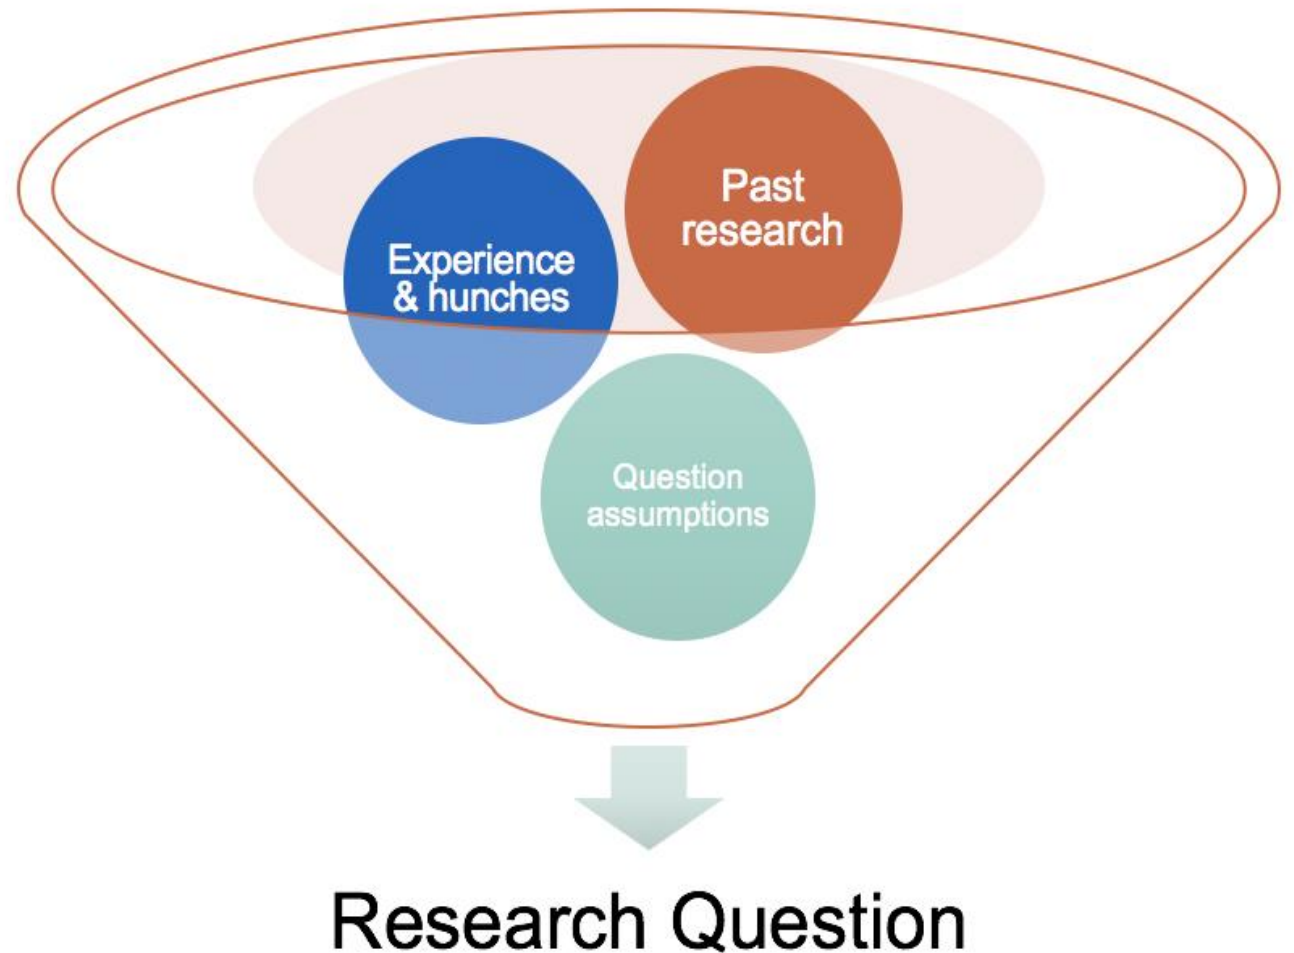 Past
research
Experience
& hunches
Question
assumptions
Research Question